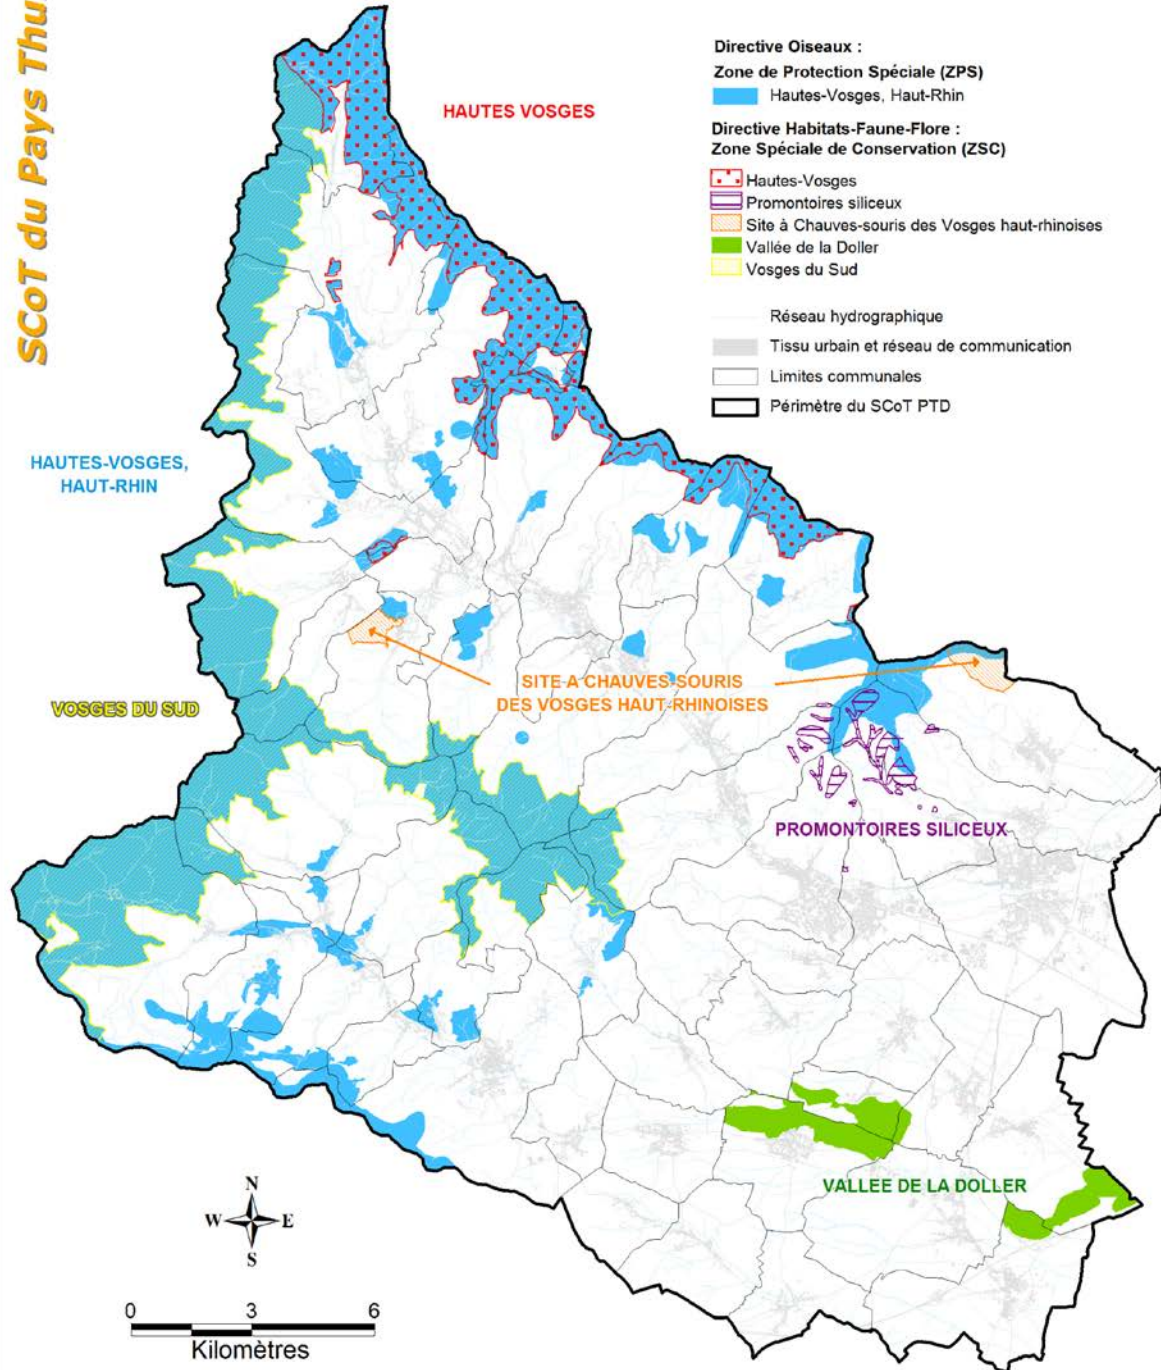 SCoT du Pays Thu
Directive Oiseaux :
Zone de Protection Spéciale (ZPS)
Hautes-Vosges, Haut-Rhin
Directive Habitats-Faune-Flore :
Zone Spéciale de Conservation (ZSC)
Hautes-Vosges
Promontoires siliceux
Site à Chauves-souris des Vosges haut-rhinoises
Vallée de la Doller
Vosges du Sud
Réseau hydrographique
Tissu urbain et réseau de communication
Limites communales
Périmètre du SCoT PTD
HAUTES VOSGES
HAUTES-VOSGES,
HAUT-RHIN
SITE A CHAUVES SOURIS
DES VOSGES HAUT-RHINOISES
VOSGES DU SUD
PROMONTOIRES SILICEUX
VALLEE DE LA DOLLER
N
W E
S
0 3 6
Kilomètres